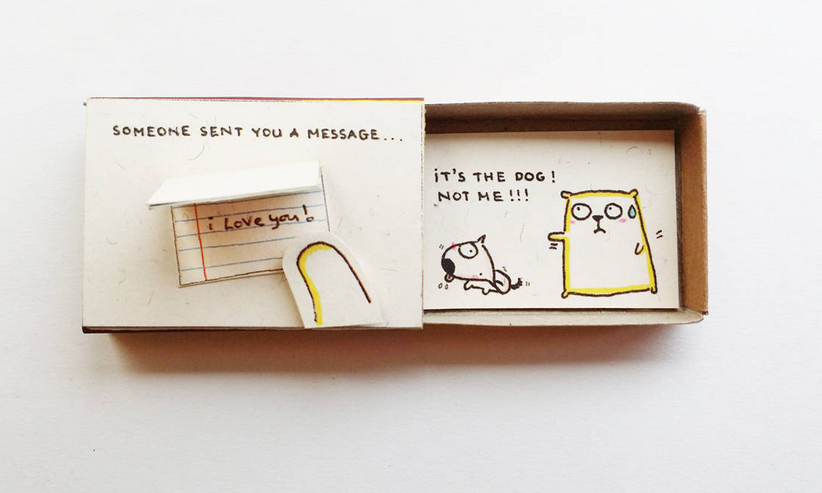 SOMEONE SENT YOU A MESSAGE...
i Love you!
iT'S THE DOG!
NOT ME!!!